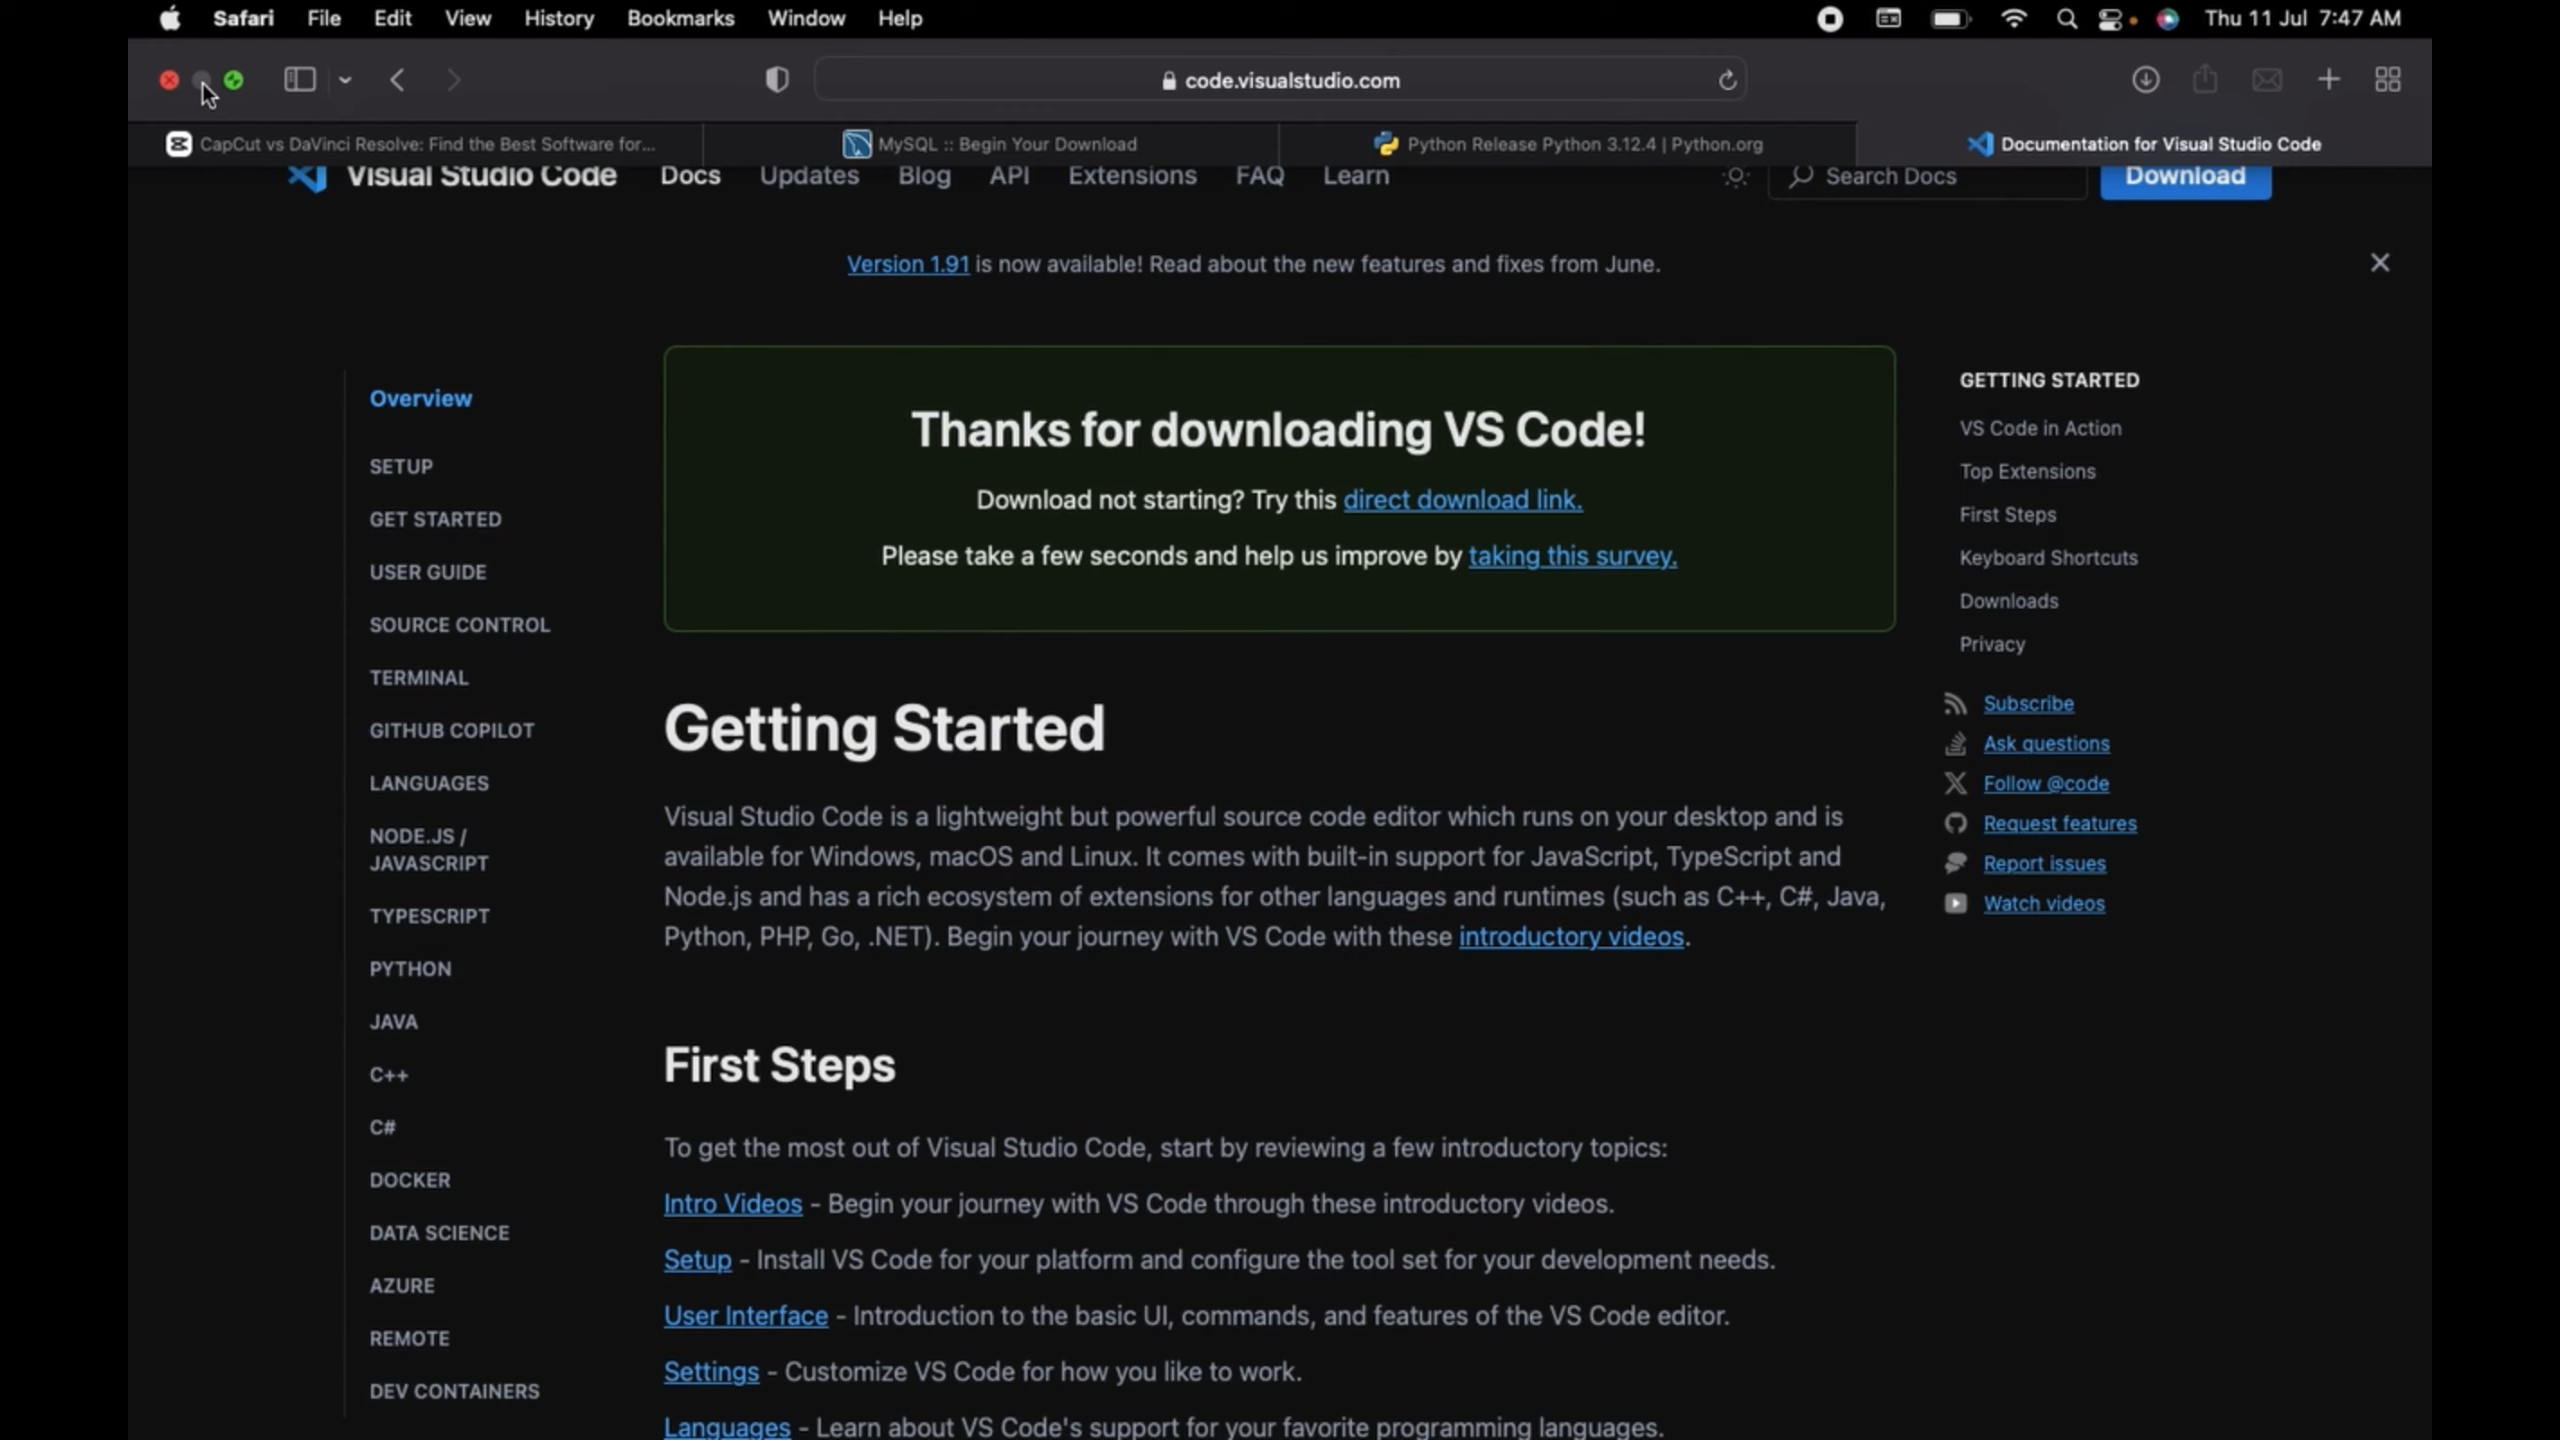 Safari File Edit View History Bookmarks Window Help Thu 11 Jul 7:47 AM
code.visualstudio.com
CapCut vs DaVinci Resolve: Find the Best Software for...
MySQL :: Begin Your Download
Python Release Python 3.12.4 | Python.org
Documentation for Visual Studio Code
Visual Studio Code Docs Updates Blog API Extensions FAQ Learn Search Docs Download
Version 1.91 is now available! Read about the new features and fixes from June.
Overview
SETUP
GET STARTED
USER GUIDE
SOURCE CONTROL
TERMINAL
GITHUB COPILOT
LANGUAGES
NODE.JS /
JAVASCRIPT
TYPESCRIPT
PYTHON
JAVA
C++
C#
DOCKER
DATA SCIENCE
AZURE
REMOTE
DEV CONTAINERS
Thanks for downloading VS Code!
Download not starting? Try this direct download link.
Please take a few seconds and help us improve by taking this survey.
Getting Started
Visual Studio Code is a lightweight but powerful source code editor which runs on your desktop and is
available for Windows, macOS and Linux. It comes with built-in support for JavaScript, TypeScript and
Node.js and has a rich ecosystem of extensions for other languages and runtimes (such as C++, C#, Java,
Python, PHP, Go, .NET). Begin your journey with VS Code with these introductory videos.
First Steps
To get the most out of Visual Studio Code, start by reviewing a few introductory topics:
Intro Videos - Begin your journey with VS Code through these introductory videos.
Setup - Install VS Code for your platform and configure the tool set for your development needs.
User Interface - Introduction to the basic UI, commands, and features of the VS Code editor.
Settings - Customize VS Code for how you like to work.
Languages - Learn about VS Code's support for your favorite programming languages.
GETTING STARTED
VS Code in Action
Top Extensions
First Steps
Keyboard Shortcuts
Downloads
Privacy
Subscribe
Ask questions
Follow @code
Request features
Report issues
Watch videos